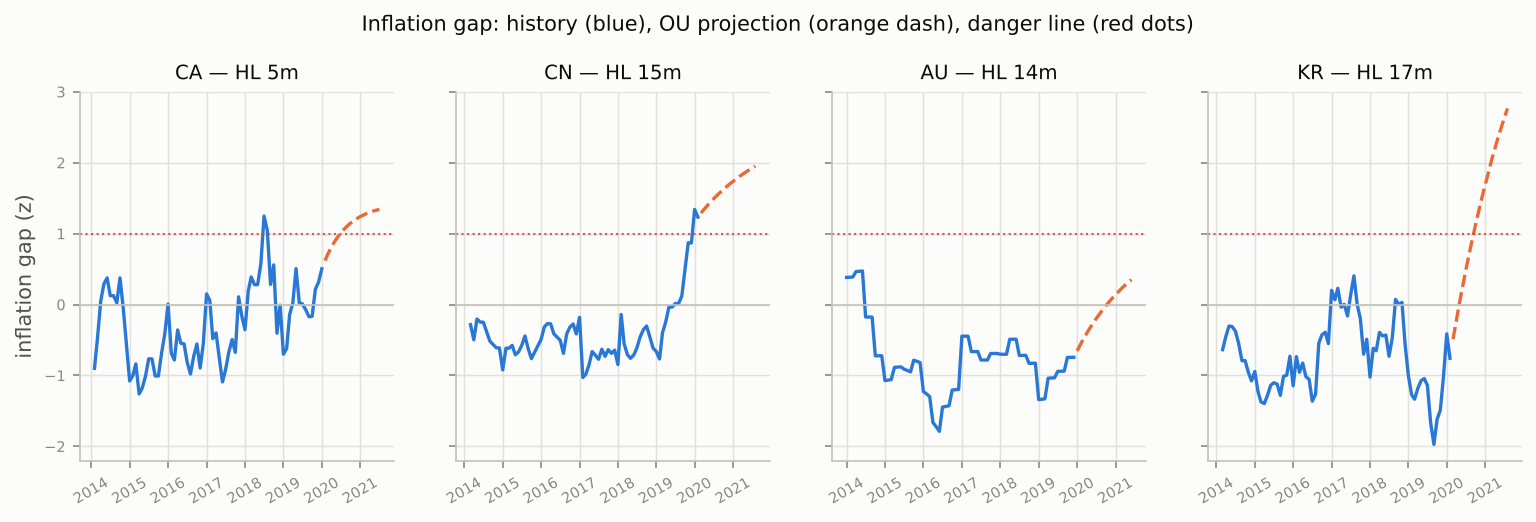 Inflation gap: history (blue), OU projection (orange dash), danger line (red dots)
CA — HL 5m
CN — HL 15m
AU — HL 14m
KR — HL 17m
inflation gap (z)
3
2
1
0
−1
−2
2014 2015 2016 2017 2018 2019 2020 2021
2014 2015 2016 2017 2018 2019 2020 2021
2014 2015 2016 2017 2018 2019 2020 2021
2014 2015 2016 2017 2018 2019 2020 2021